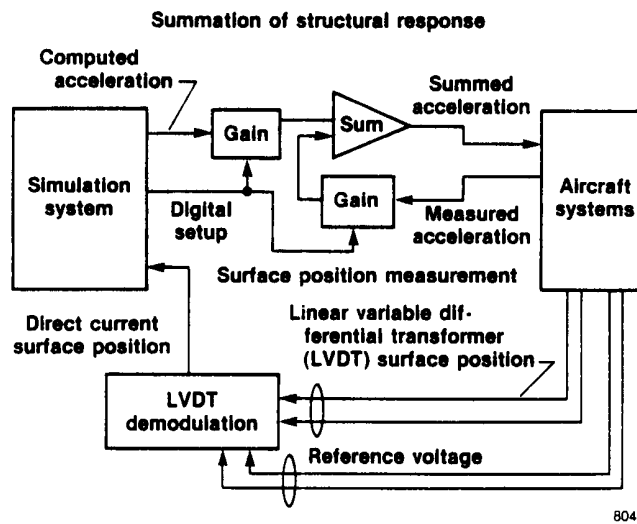 Summation of structural response
Computed
acceleration
Summed
acceleration
Gain
Sum
Simulation
system
Digital
setup
Gain
Measured
acceleration
Aircraft
systems
Surface position measurement
Direct current
surface position
Linear variable dif-
ferential transformer
(LVDT) surface position
LVDT
demodulation
Reference voltage
804